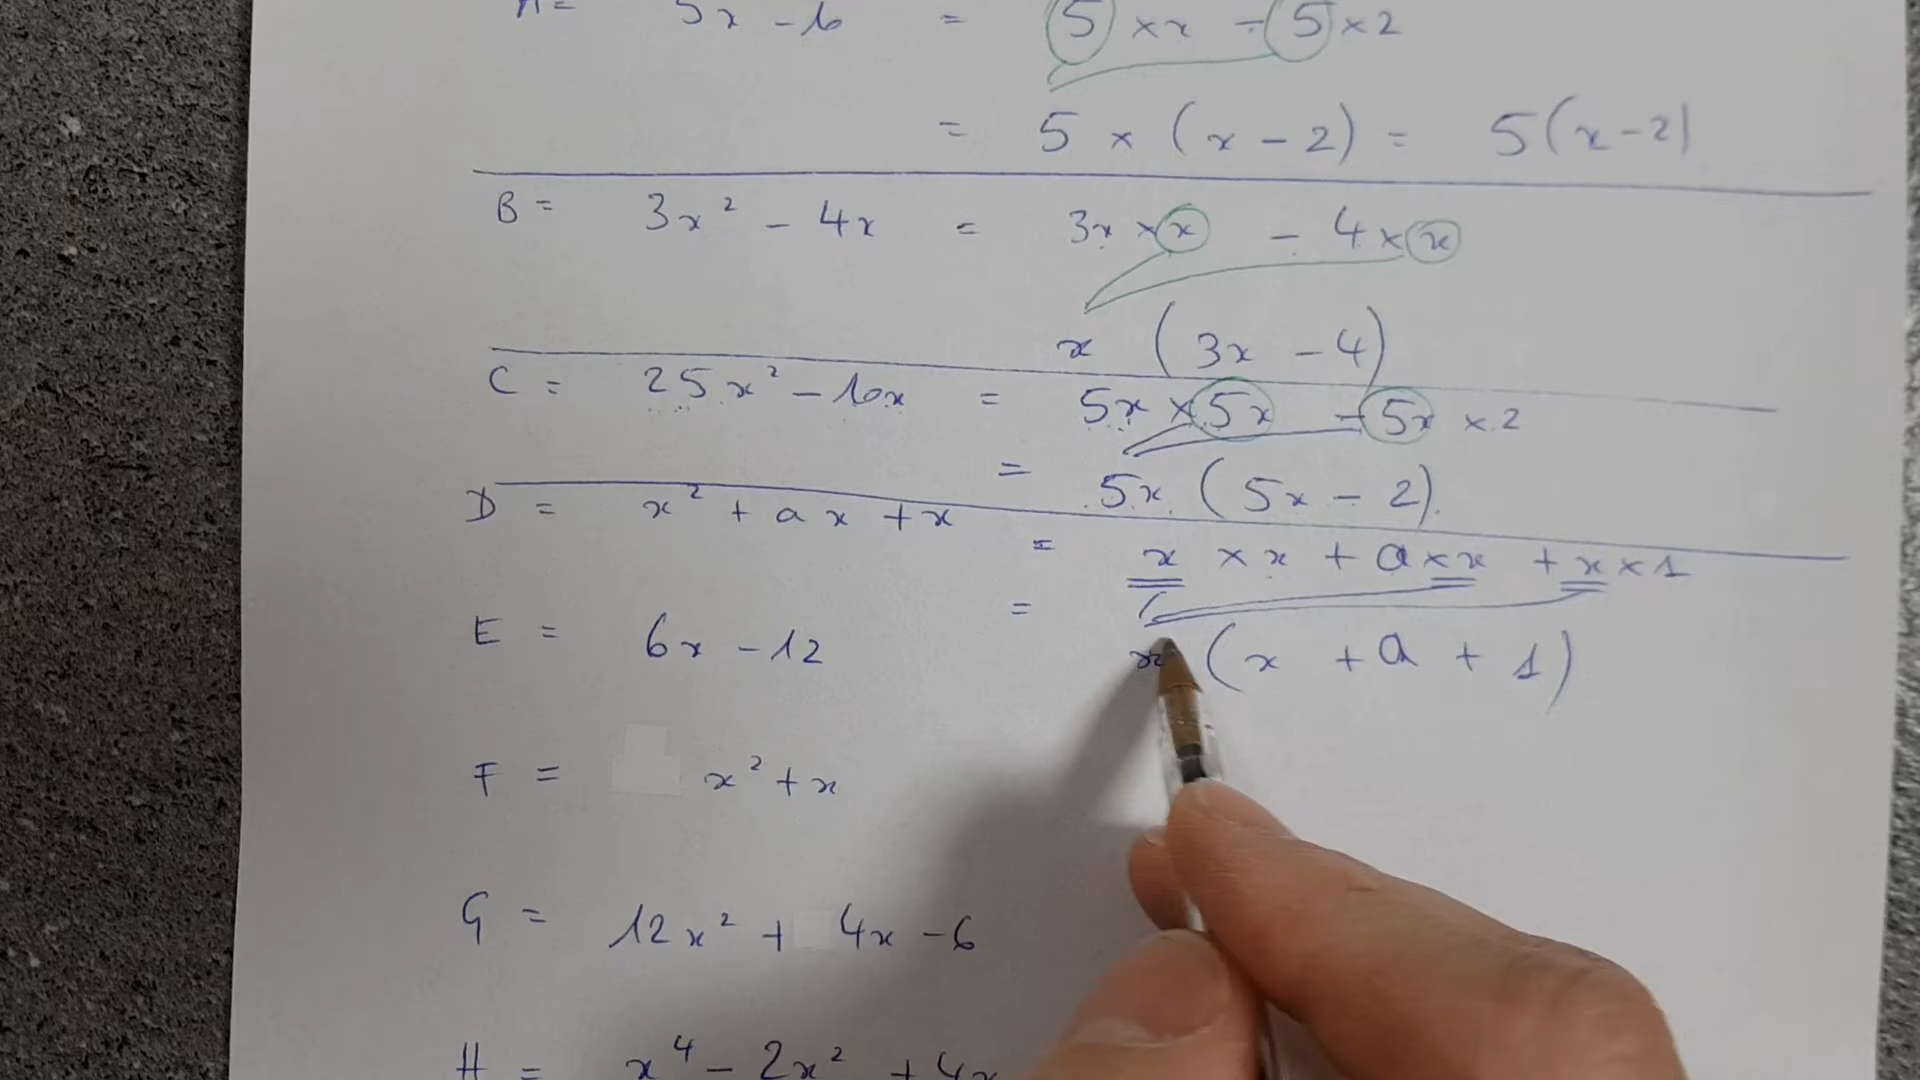 A = 5x - 10 = 5 × x - 5 × 2
= 5 × (x - 2) = 5(x - 2)
B = 3x² - 4x = 3x × x - 4 × x
x (3x - 4)
C = 25x² - 10x = 5x × 5x - 5x × 2
= 5x (5x - 2)
D = x² + ax + x
= x × x + a × x + x × 1
= x (x + a + 1)
E = 6x - 12
F = x² + x
G = 12x² + 4x - 6
H = x⁴ - 2x² + 4x